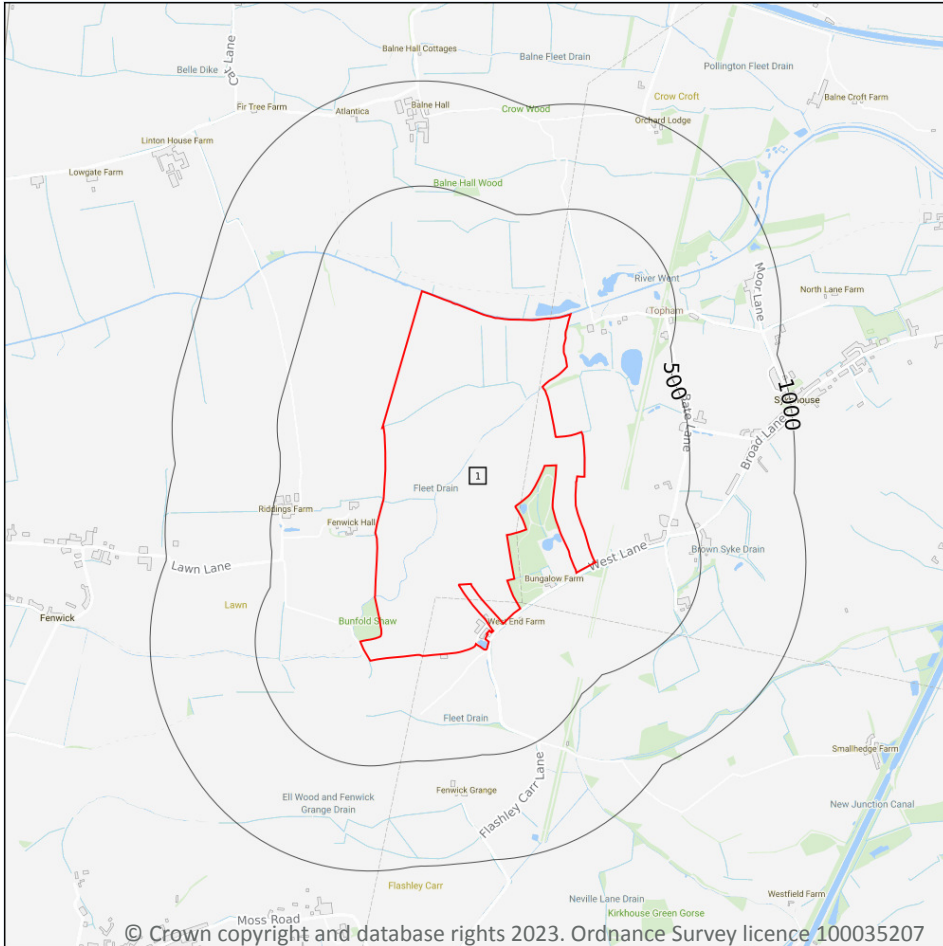 Cat Lane
Balne Hall Cottages
Balne Fleet Drain
Belle Dike
Pollington Fleet Drain
Fir Tree Farm
Atlantica
Balne Hall
Crow Wood
Crow Croft
Balne Croft Farm
Orchard Lodge
Linton House Farm
Lowgate Farm
Balne Hall Wood
River Went
Moor Lane
North Lane Farm
Topham
500
1000
Sykehouse
Bate Lane
Broad Lane
1
Fleet Drain
Riddings Farm
Fenwick Hall
Lawn Lane
West Lane
Brown Syke Drain
Bungalow Farm
Lawn
Fenwick
Bunfold Shaw
West End Farm
Fleet Drain
Smallhedge Farm
Fenwick Grange
Ell Wood and Fenwick
Grange Drain
Flashley Carr Lane
New Junction Canal
Flashley Carr
Neville Lane Drain
Westfield Farm
Kirkhouse Green Gorse
Moss Road
© Crown copyright and database rights 2023. Ordnance Survey licence 100035207